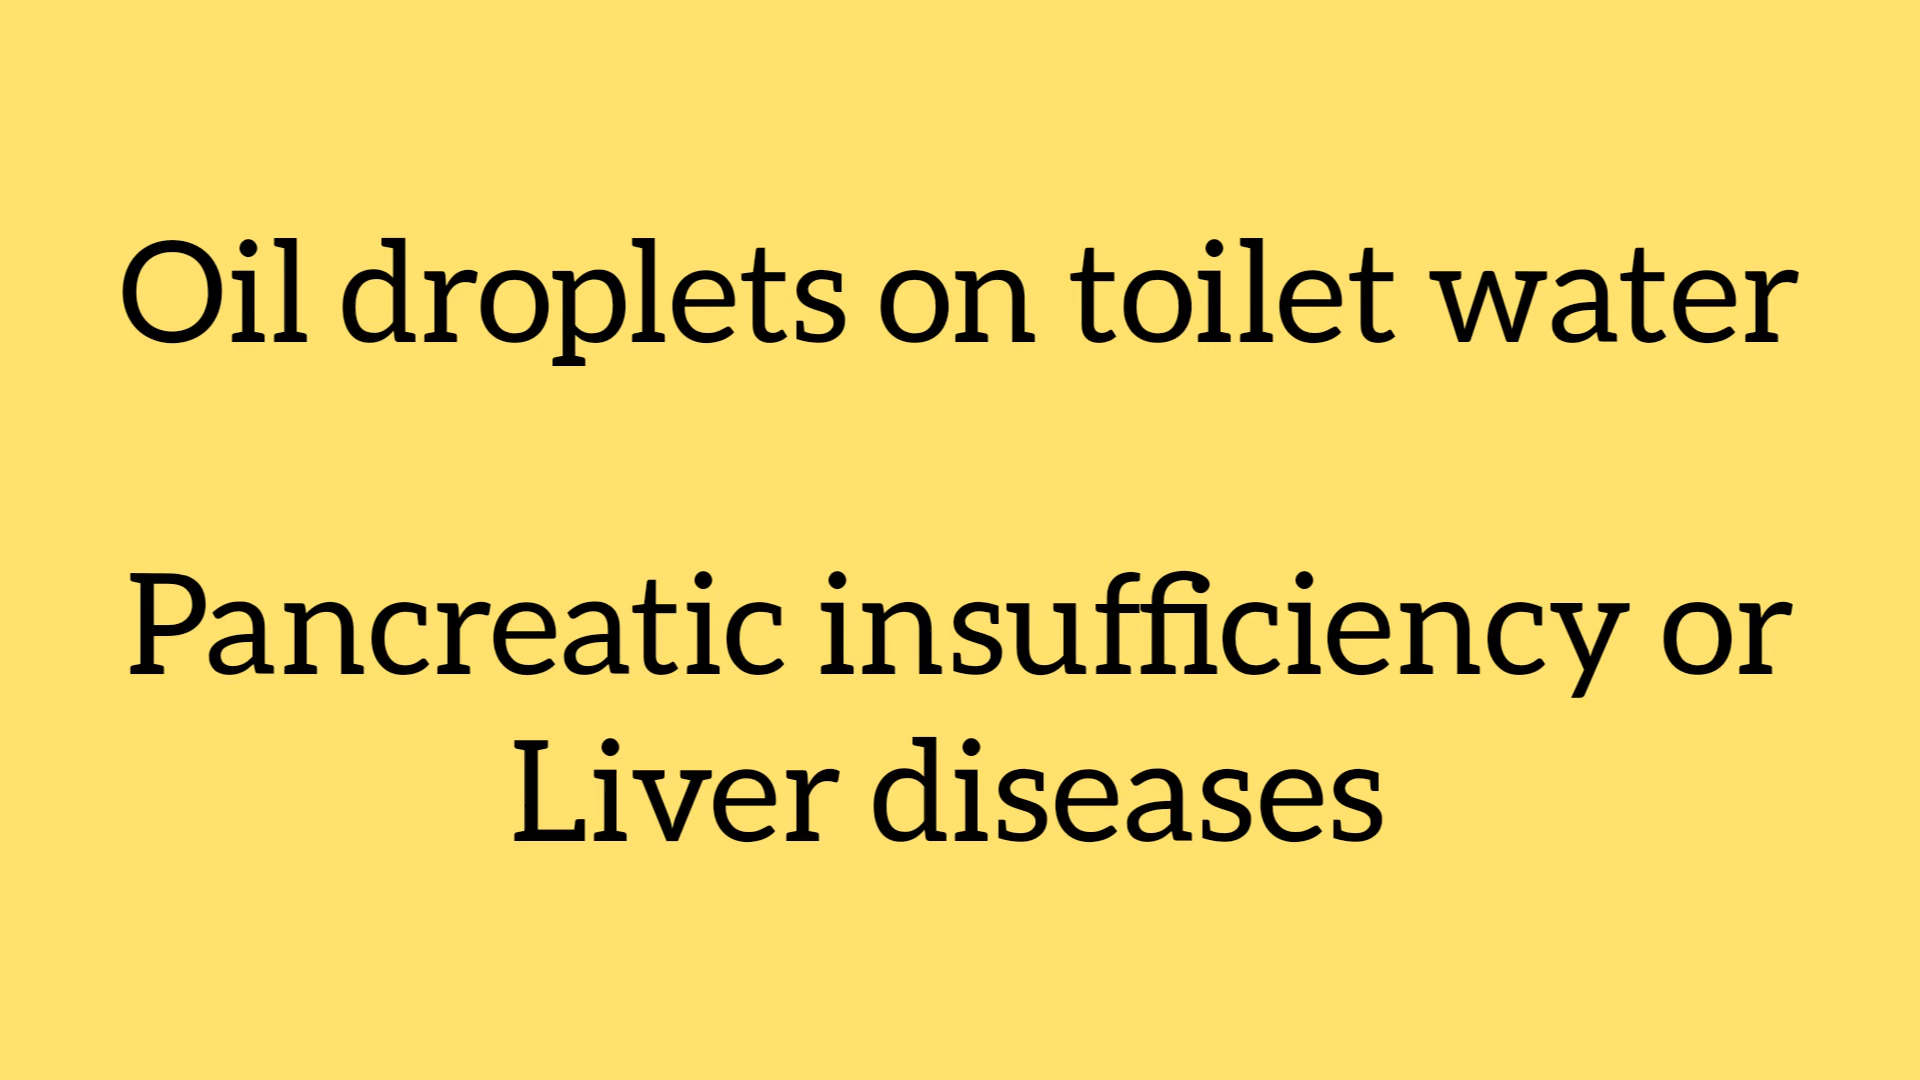 Oil droplets on toilet water
Pancreatic insufficiency or
Liver diseases